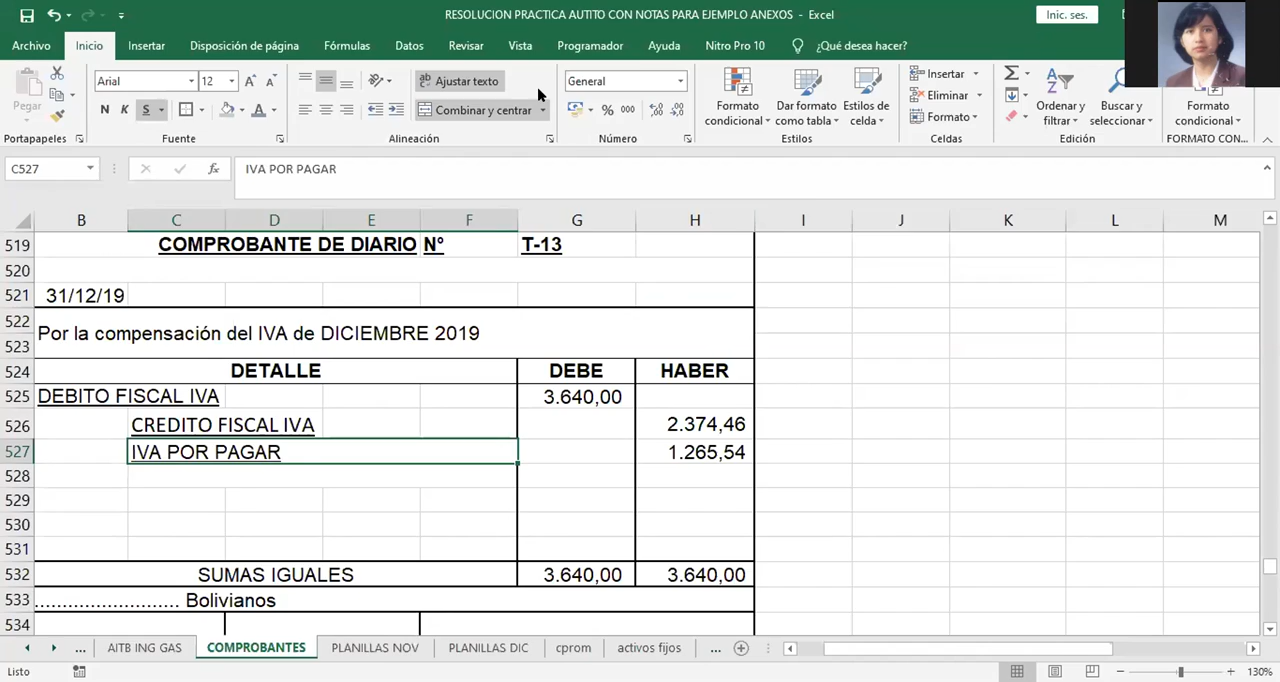 RESOLUCION PRACTICA AUTITO CON NOTAS PARA EJEMPLO ANEXOS - Excel
Inic. ses.
Archivo Inicio Insertar Disposición de página Fórmulas Datos Revisar Vista Programador Ayuda Nitro Pro 10 ¿Qué desea hacer?
Pegar
Arial 12
N K S
Ajustar texto
Combinar y centrar
General
% 000
Formato condicional
Dar formato como tabla
Estilos de celda
Insertar
Eliminar
Formato
Ordenar y filtrar
Buscar y seleccionar
Formato condicional
Portapapeles Fuente Alineación Número Estilos Celdas Edición FORMATO CON...
C527 fx IVA POR PAGAR
B C D E F G H I J K L M
519 COMPROBANTE DE DIARIO N° T-13
520
521 31/12/19
522
Por la compensación del IVA de DICIEMBRE 2019
523
524 DETALLE DEBE HABER
525 DEBITO FISCAL IVA 3.640,00
526 CREDITO FISCAL IVA 2.374,46
527 IVA POR PAGAR 1.265,54
528
529
530
531
532 SUMAS IGUALES 3.640,00 3.640,00
533 .......................... Bolivianos
534
... AITB ING GAS COMPROBANTES PLANILLAS NOV PLANILLAS DIC cprom activos fijos ...
Listo 130%